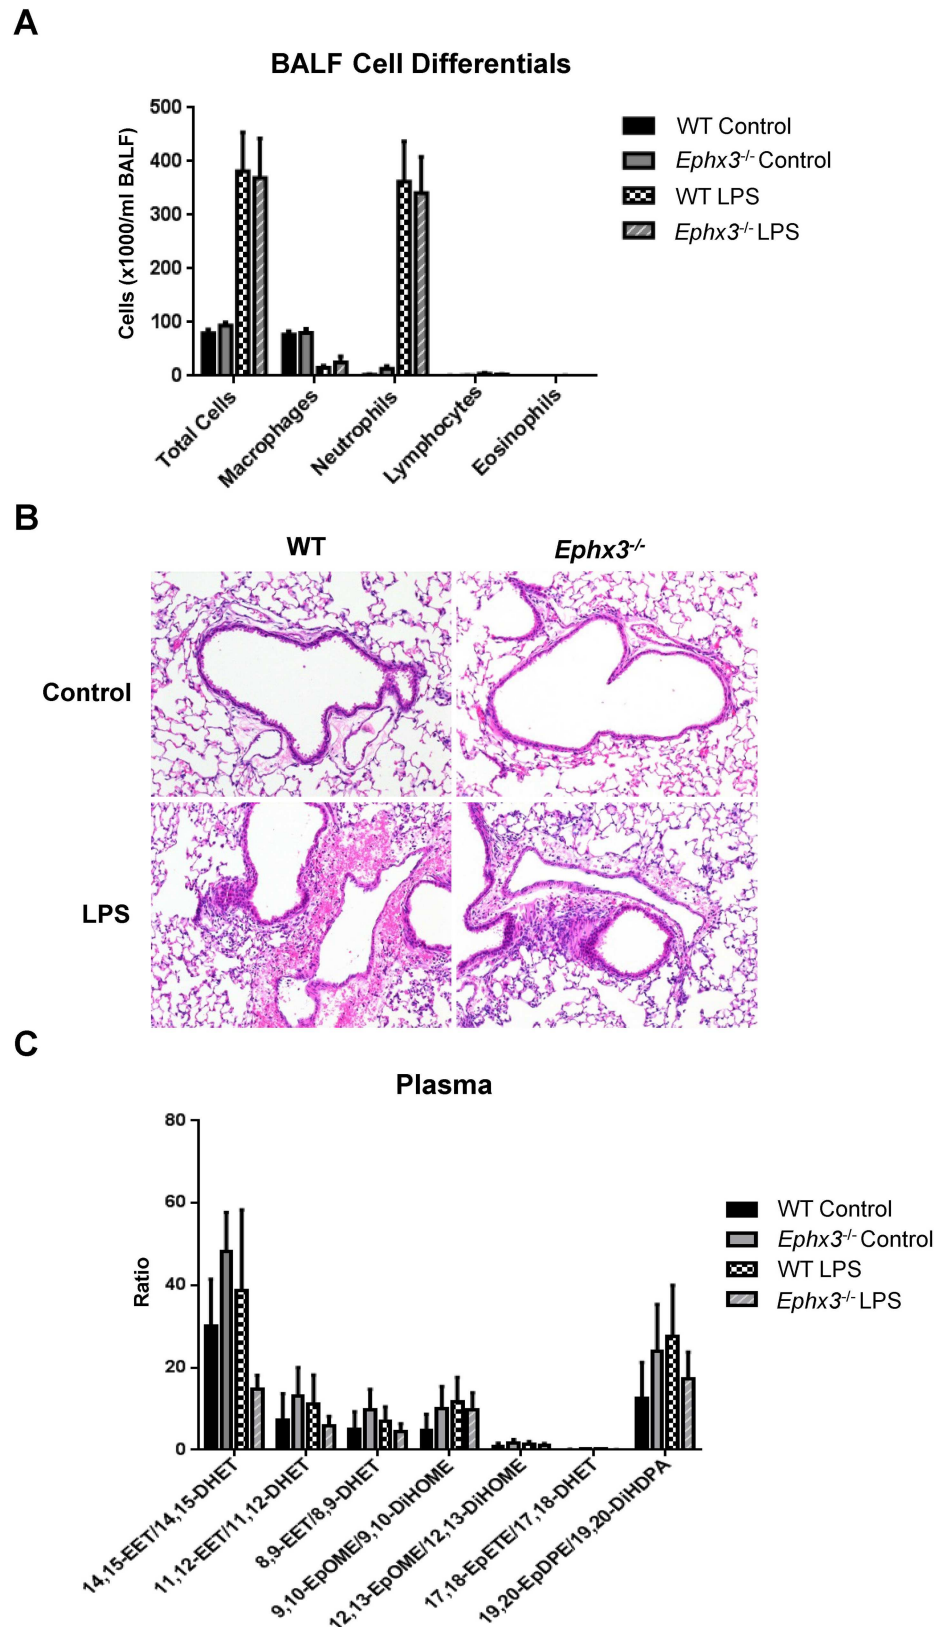 A
BALF Cell Differentials
Cells (x1000/ml BALF)
500
400
300
200
100
0
Total Cells
Macrophages
Neutrophils
Lymphocytes
Eosinophils
WT Control
Ephx3-/- Control
WT LPS
Ephx3-/- LPS
B
WT
Ephx3-/-
Control
LPS
C
Plasma
Ratio
80
60
40
20
0
14,15-EET/14,15-DHET
11,12-EET/11,12-DHET
8,9-EET/8,9-DHET
9,10-EpOME/9,10-DiHOME
12,13-EpOME/12,13-DiHOME
17,18-EpETE/17,18-DHET
19,20-EpDPE/19,20-DiHDPA
WT Control
Ephx3-/- Control
WT LPS
Ephx3-/- LPS